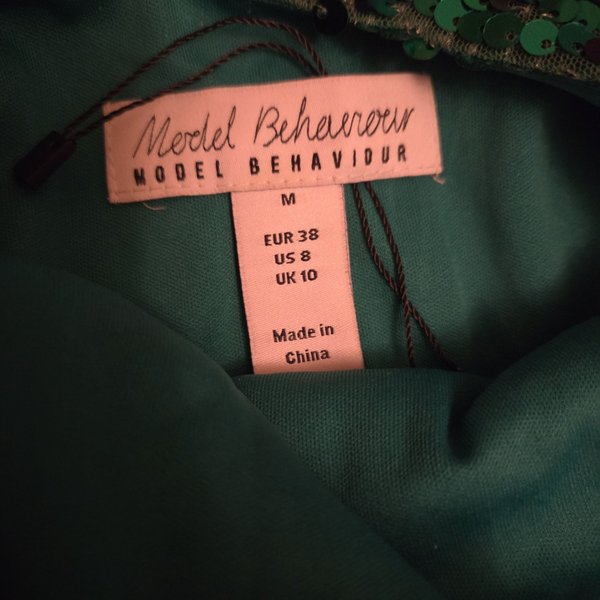 Model Behaviour
MODEL BEHAVIOUR
M
EUR 38
US 8
UK 10
Made in
China